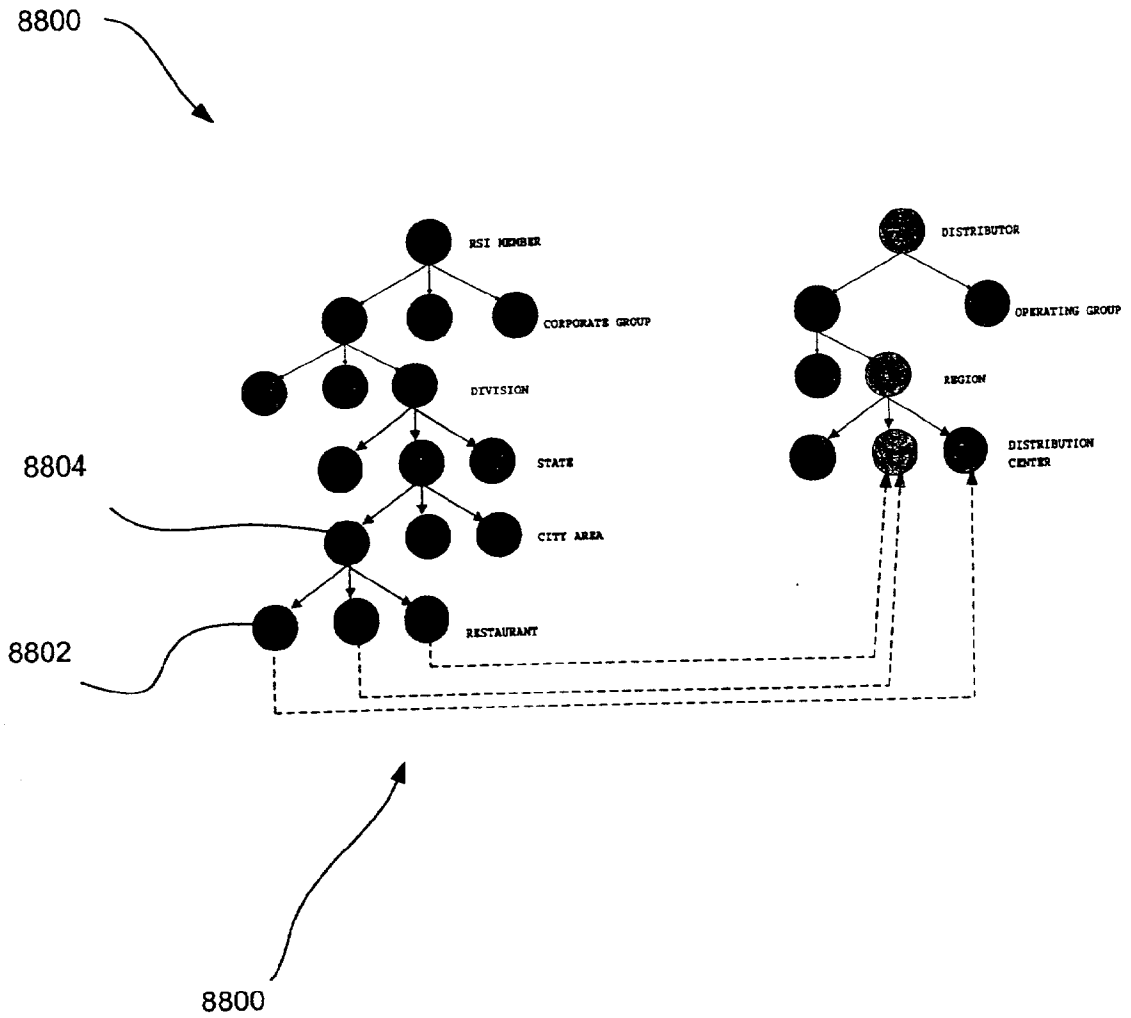 8800
RSI MEMBER
DISTRIBUTOR
CORPORATE GROUP
OPERATING GROUP
DIVISION
REGION
8804
STATE
DISTRIBUTION
CENTER
CITY AREA
8802
RESTAURANT
8800